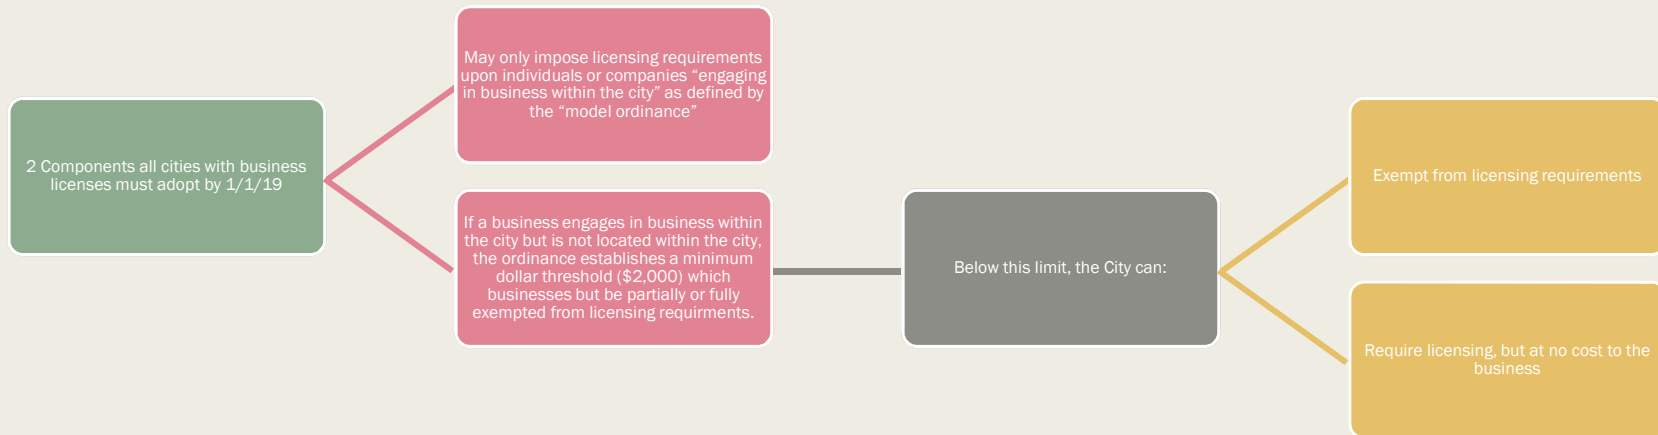 2 Components all cities with business
licenses must adopt by 1/1/19
May only impose licensing requirements
upon individuals or companies “engaging
in business within the city” as defined by
the “model ordinance”
If a business engages in business within
the city but is not located within the city,
the ordinance establishes a minimum
dollar threshold ($2,000) which
businesses but be partially or fully
exempted from licensing requirments.
Below this limit, the City can:
Exempt from licensing requirements
Require licensing, but at no cost to the
business